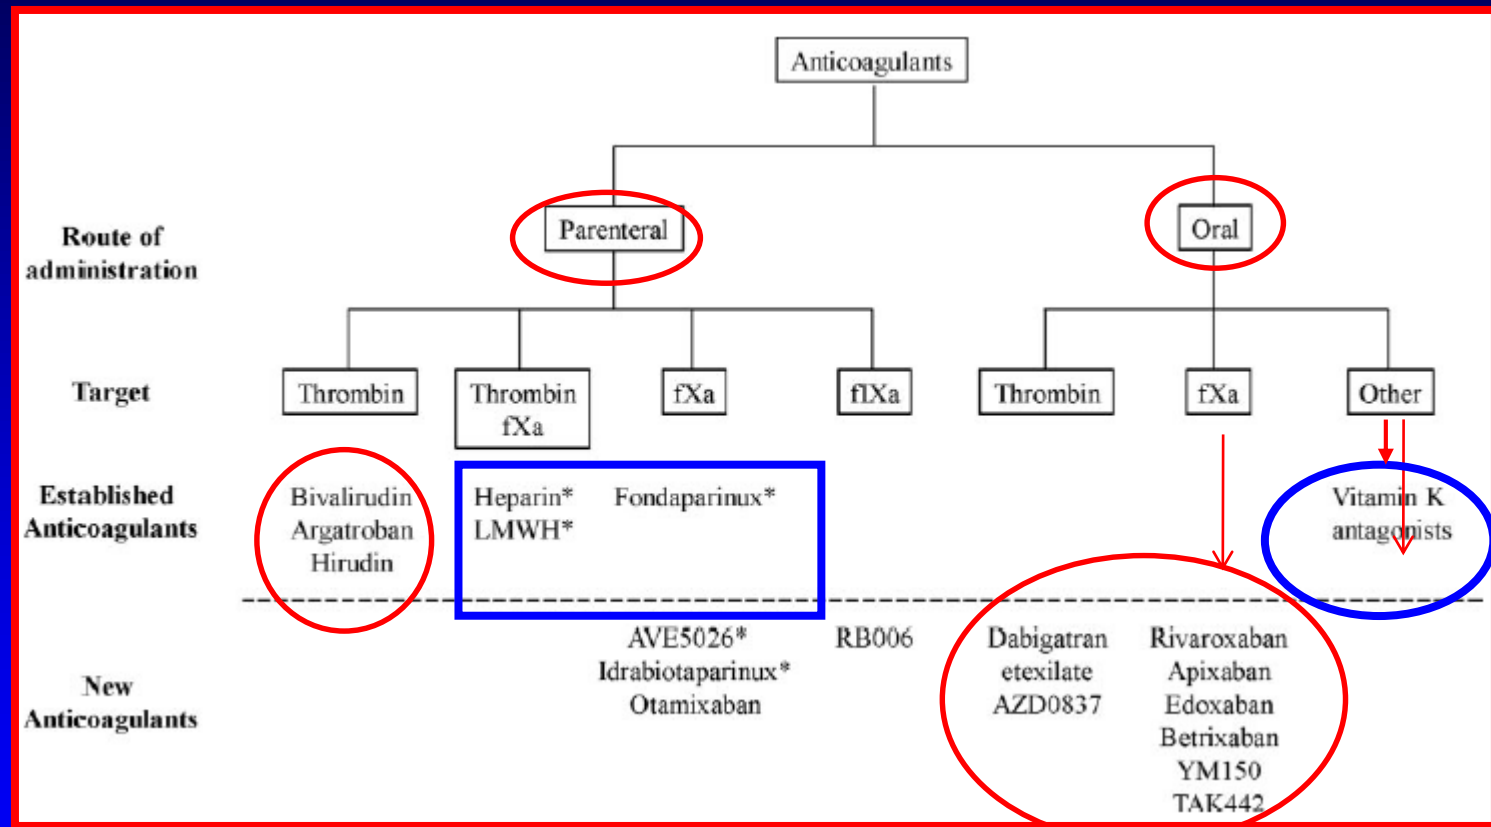 Anticoagulants
Route of
administration
Parenteral
Oral
Target
Thrombin
Thrombin
fXa
fXa
fIXa
Thrombin
fXa
Other
Established
Anticoagulants
Bivalirudin
Argatroban
Hirudin
Heparin*
LMWH*
Fondaparinux*
Vitamin K
antagonists
New
Anticoagulants
AVE5026*
Idrabiotaparinux*
Otamixaban
RB006
Dabigatran
etexilate
AZD0837
Rivaroxaban
Apixaban
Edoxaban
Betrixaban
YM150
TAK442